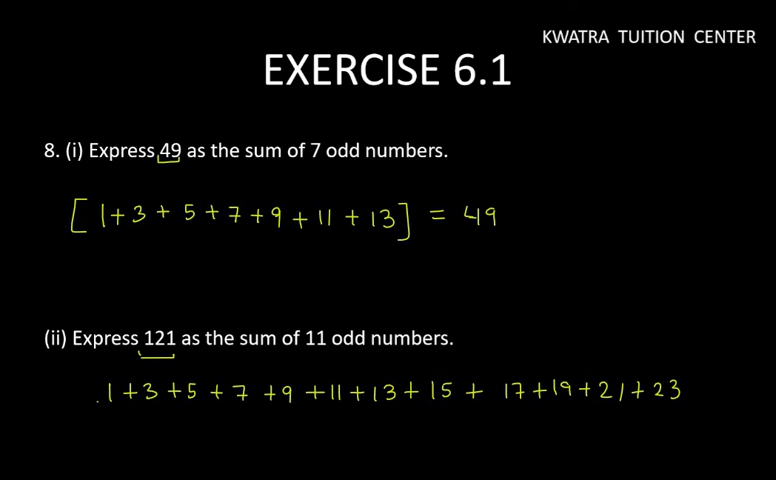 KWATRA TUITION CENTER
EXERCISE 6.1
8. (i) Express 49 as the sum of 7 odd numbers.
[1+3+5+7+9+11+13] = 49
(ii) Express 121 as the sum of 11 odd numbers.
1+3+5+7+9+11+13+15+17+19+21+23